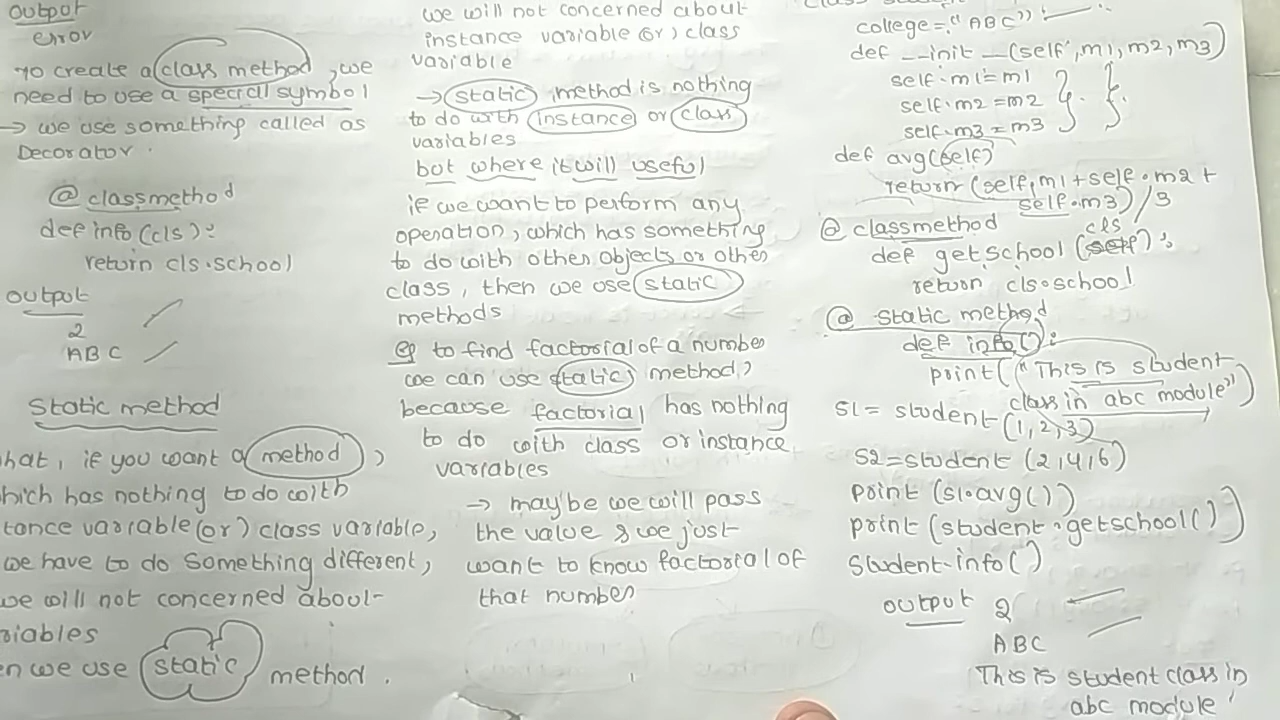 output
error
To create a class method, we
need to use a special symbol
→ we use something called as
Decorator.
@ classmethod
def info (cls):
return cls.school
output
2
ABC
Static method
hat, if you want a method,
hich has nothing to do with
tance variable (or) class variable,
we have to do something different,
we will not concerned about
riables
en we use static method.
we will not concerned about
instance variable (or) class
variable
→ static method is nothing
to do with instance or class
variables
but where it will useful
if we want to perform any
operation, which has something
to do with other objects or other
class, then we use static
methods
eg to find factorial of a number
we can use static method,
because factorial has nothing
to do with class or instance
variables
→ maybe we will pass
the value & we just
want to know factorial of
that number
college = "ABC"
def __init__(self, m1, m2, m3)
self.m1 = m1
self.m2 = m2
self.m3 = m3
def avg(self)
return (self.m1 + self.m2 +
self.m3) / 3
@ classmethod
cls
def getschool (self):
return cls.school
@ static method
def info():
print("This is student
class in abc module")
S1 = student (1, 2, 3)
S2 = student (2, 4, 6)
print (s1.avg())
print (student.getschool())
Student.info()
output 2
ABC
This is student class in
abc module